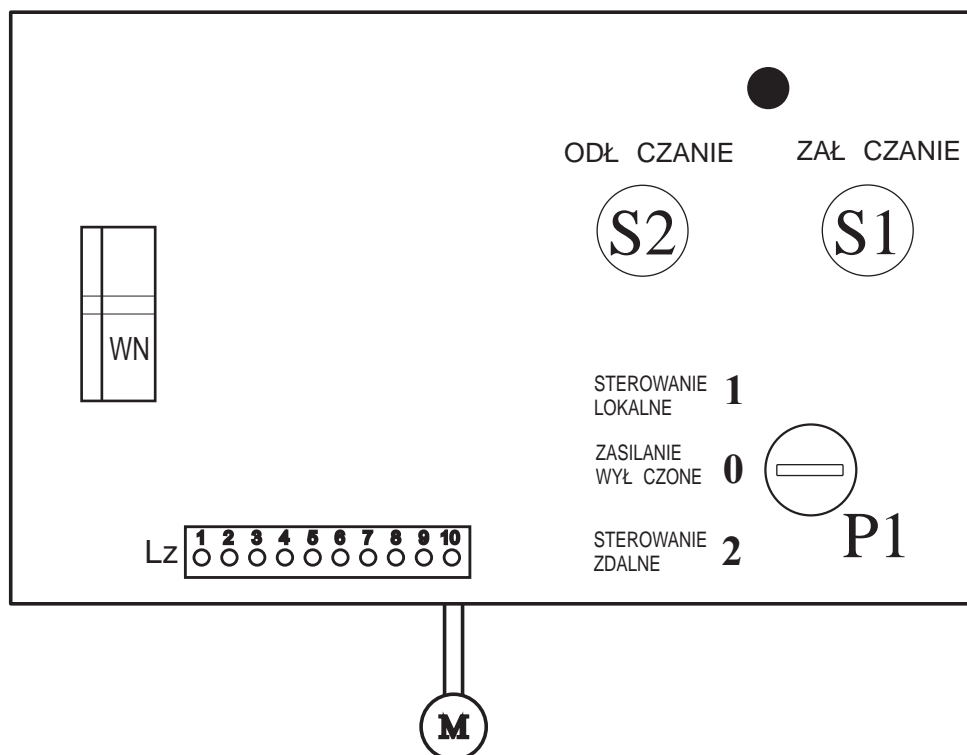 ODŁ CZANIE ZAŁ CZANIE
S2 S1
WN
STEROWANIE 1
LOKALNE
ZASILANIE
WYŁ CZONE 0
STEROWANIE
ZDALNE 2
P1
Lz 1 2 3 4 5 6 7 8 9 10
M